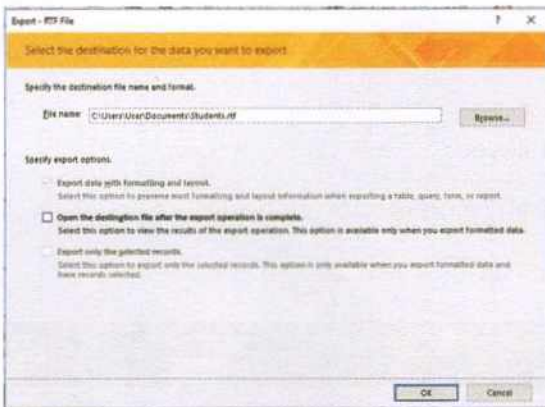 Export - RTF File
Select the destination for the data you want to export
Specify the destination file name and format.
File name: C:\Users\User\Documents\Students.rtf
Browse...
Specify export options.
Export data with formatting and layout.
Select this option to preserve most formatting and layout information when exporting a table, query, form, or report.
Open the destination file after the export operation is complete.
Select this option to view the results of the export operation. This option is available only when you export formatted data.
Export only the selected records.
Select this option to export only the selected records. This option is only available when you export formatted data and
have records selected.
OK
Cancel